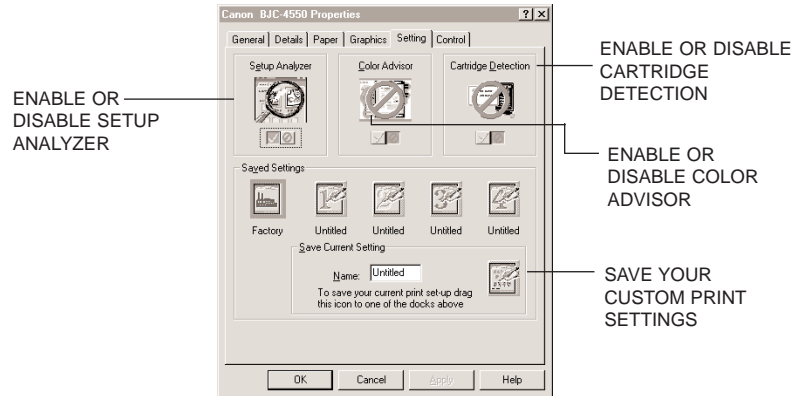 Canon BJC-4550 Properties
General Details Paper Graphics Setting Control
Setup Analyzer
Color Advisor
Cartridge Detection
ENABLE OR
DISABLE SETUP
ANALYZER
ENABLE OR DISABLE
CARTRIDGE
DETECTION
ENABLE OR
DISABLE COLOR
ADVISOR
Saved Settings
Factory Untitled Untitled Untitled Untitled
Save Current Setting
Name: Untitled
To save your current print set-up drag
this icon to one of the docks above
SAVE YOUR
CUSTOM PRINT
SETTINGS
OK Cancel Apply Help